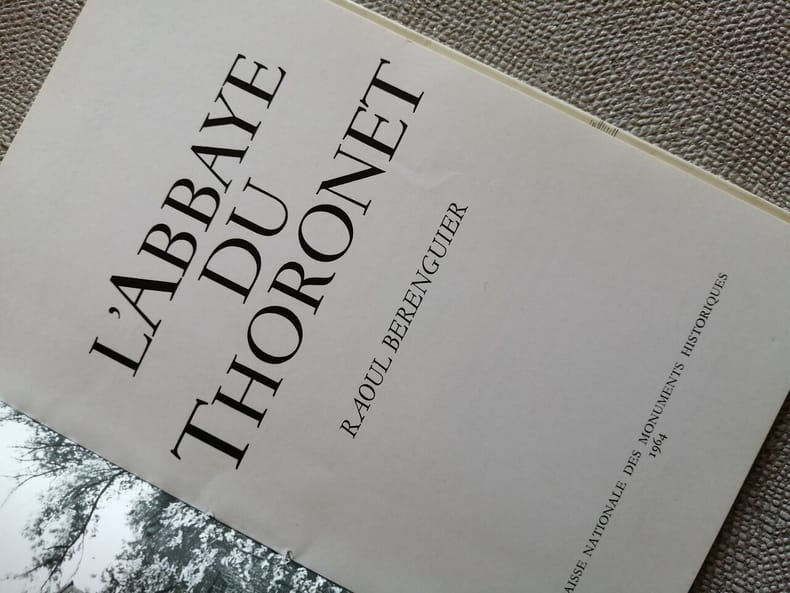 L'ABBAYE
DU
THORONET
RAOUL BERENGUIER
AISSE NATIONALE DES MONUMENTS HISTORIQUES
1964